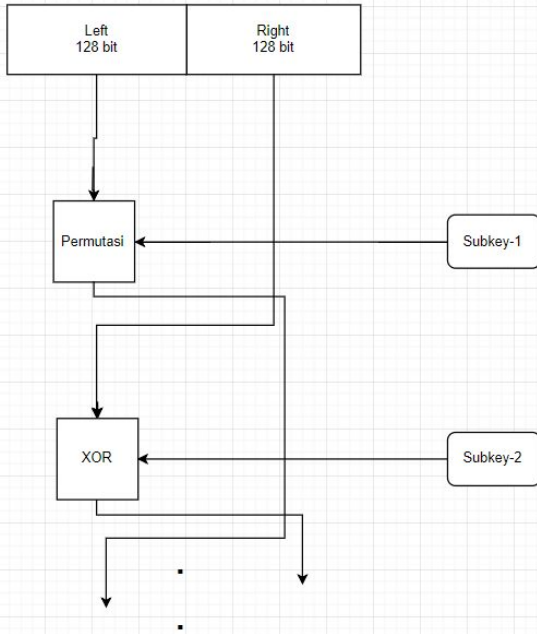 Left
128 bit
Right
128 bit
Permutasi
Subkey-1
XOR
Subkey-2